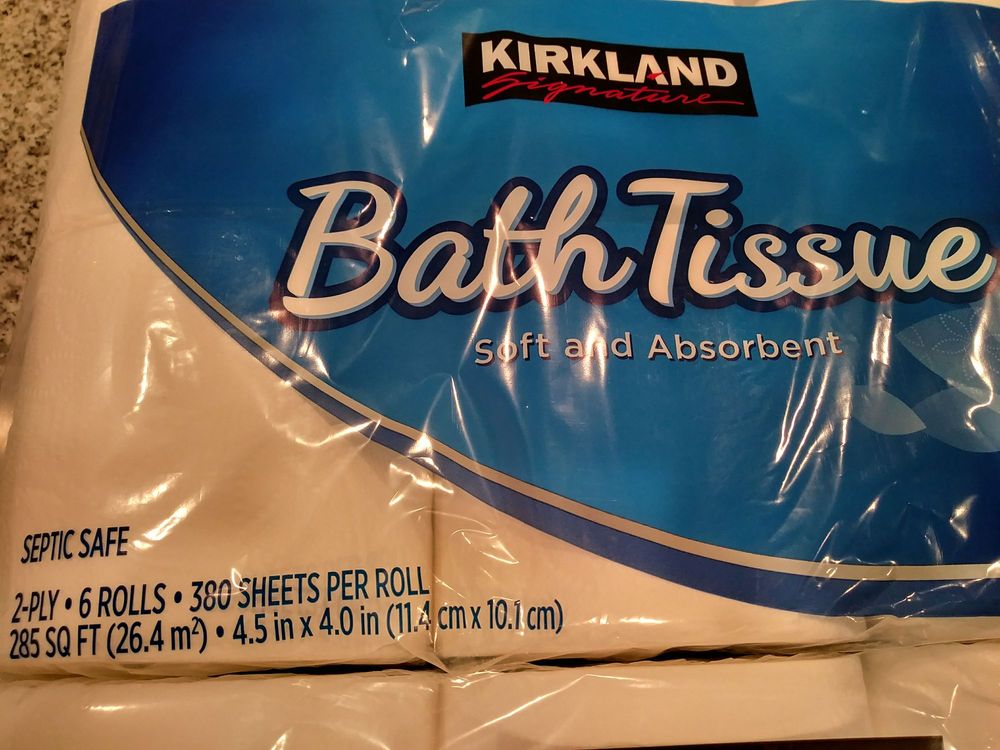 KIRKLAND
Signature
Bath Tissue
Soft and Absorbent
SEPTIC SAFE
2-PLY • 6 ROLLS • 380 SHEETS PER ROLL
285 SQ FT (26.4 m²) • 4.5 in x 4.0 in (11.4 cm x 10.1 cm)